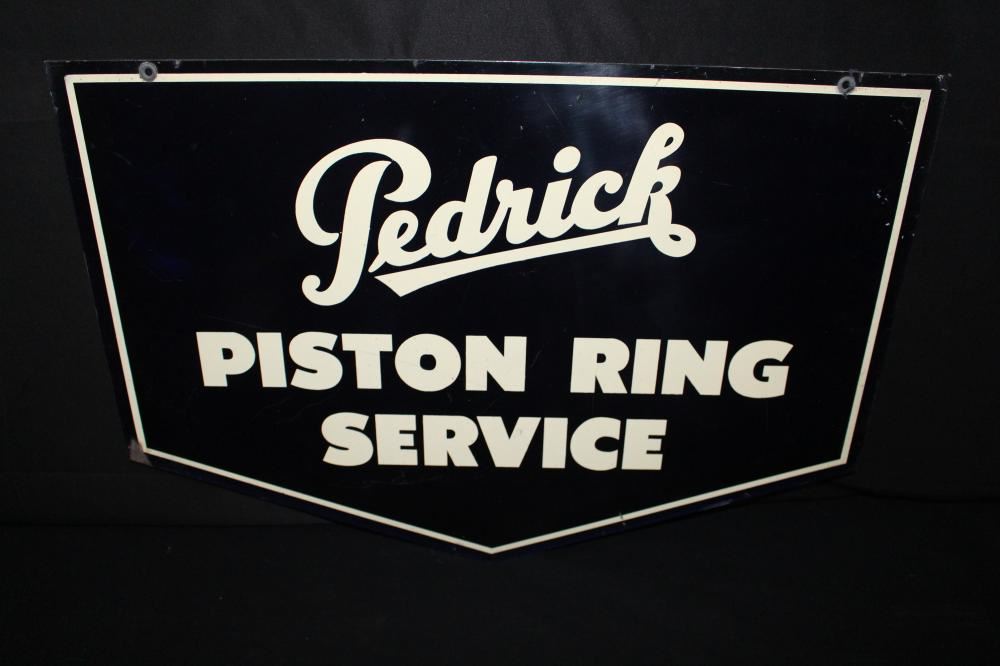 Pedrick
PISTON RING
SERVICE